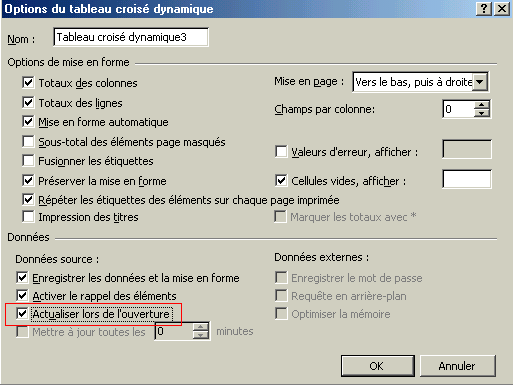 Options du tableau croisé dynamique
Nom : Tableau croisé dynamique3
Options de mise en forme
Totaux des colonnes
Mise en page : Vers le bas, puis à droite
Totaux des lignes
Champs par colonne: 0
Mise en forme automatique
Sous-total des éléments page masqués
Valeurs d'erreur, afficher :
Fusionner les étiquettes
Préserver la mise en forme
Cellules vides, afficher :
Répéter les étiquettes des éléments sur chaque page imprimée
Impression des titres
Marquer les totaux avec *
Données
Données source :
Données externes :
Enregistrer les données et la mise en forme
Enregistrer le mot de passe
Activer le rappel des éléments
Requête en arrière-plan
Actualiser lors de l'ouverture
Optimiser la mémoire
Mettre à jour toutes les 0 minutes
OK
Annuler